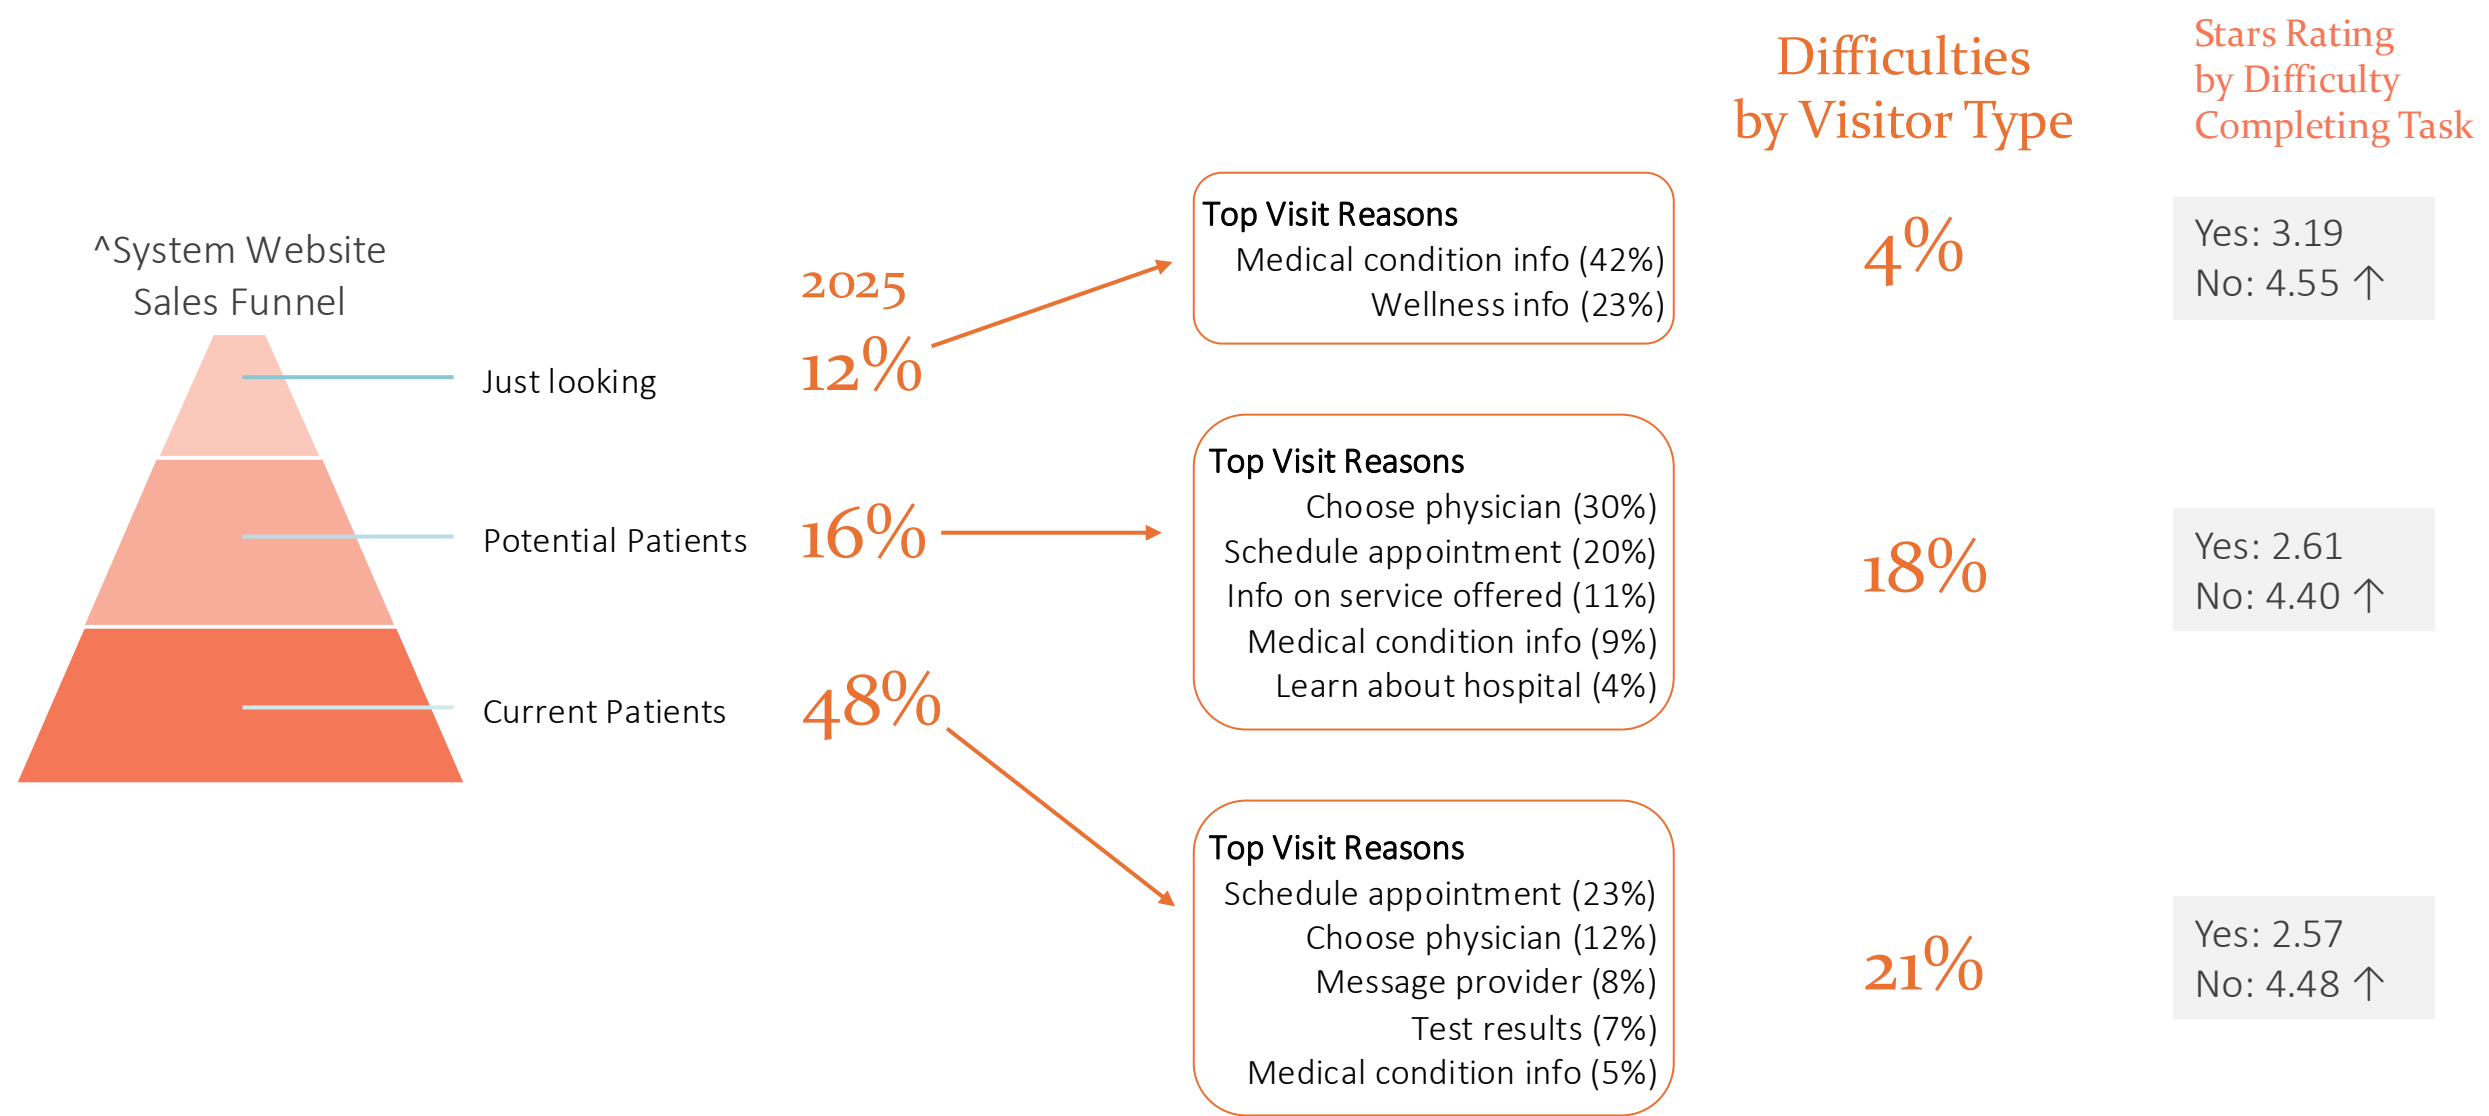 Difficulties
by Visitor Type
Stars Rating
by Difficulty
Completing Task
^System Website
Sales Funnel
2025
Just looking
12%
Top Visit Reasons
Medical condition info (42%)
Wellness info (23%)
4%
Yes: 3.19
No: 4.55 ↑
Potential Patients
16%
Top Visit Reasons
Choose physician (30%)
Schedule appointment (20%)
Info on service offered (11%)
Medical condition info (9%)
Learn about hospital (4%)
18%
Yes: 2.61
No: 4.40 ↑
Current Patients
48%
Top Visit Reasons
Schedule appointment (23%)
Choose physician (12%)
Message provider (8%)
Test results (7%)
Medical condition info (5%)
21%
Yes: 2.57
No: 4.48 ↑